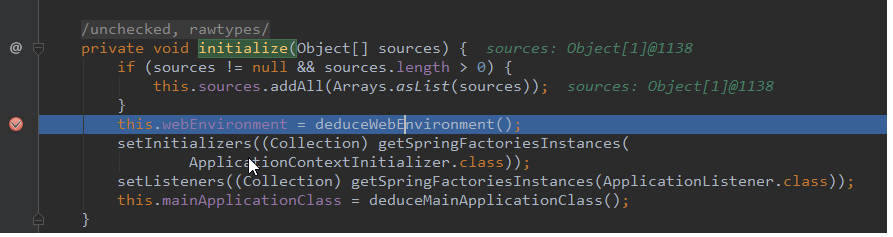 /unchecked, rawtypes/
@ private void initialize(Object[] sources) { sources: Object[1]@1138
if (sources != null && sources.length > 0) {
this.sources.addAll(Arrays.asList(sources)); sources: Object[1]@1138
}
this.webEnvironment = deduceWebEnvironment();
setInitializers((Collection) getSpringFactoriesInstances(
ApplicationContextInitializer.class));
setListeners((Collection) getSpringFactoriesInstances(ApplicationListener.class));
this.mainApplicationClass = deduceMainApplicationClass();
}